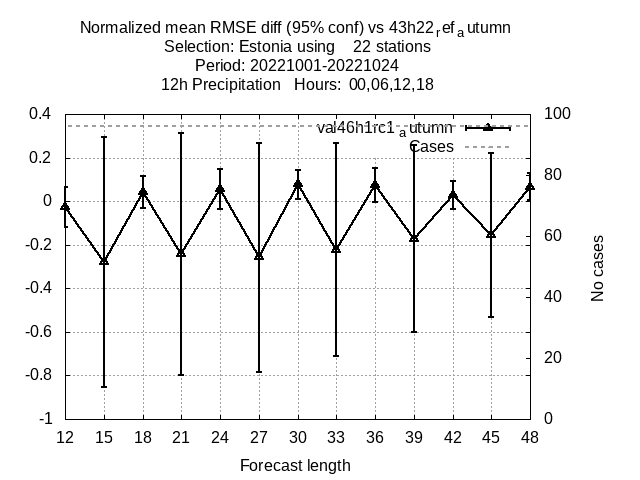 Normalized mean RMSE diff (95% conf) vs 43h22refautumn
Selection: Estonia using    22 stations
Period: 20221001-20221024
12h Precipitation   Hours:  00,06,12,18
val46h1rc1autumn
Cases
0.4
0.2
0
-0.2
-0.4
-0.6
-0.8
-1
100
80
60
40
20
0
No cases
12 15 18 21 24 27 30 33 36 39 42 45 48
Forecast length